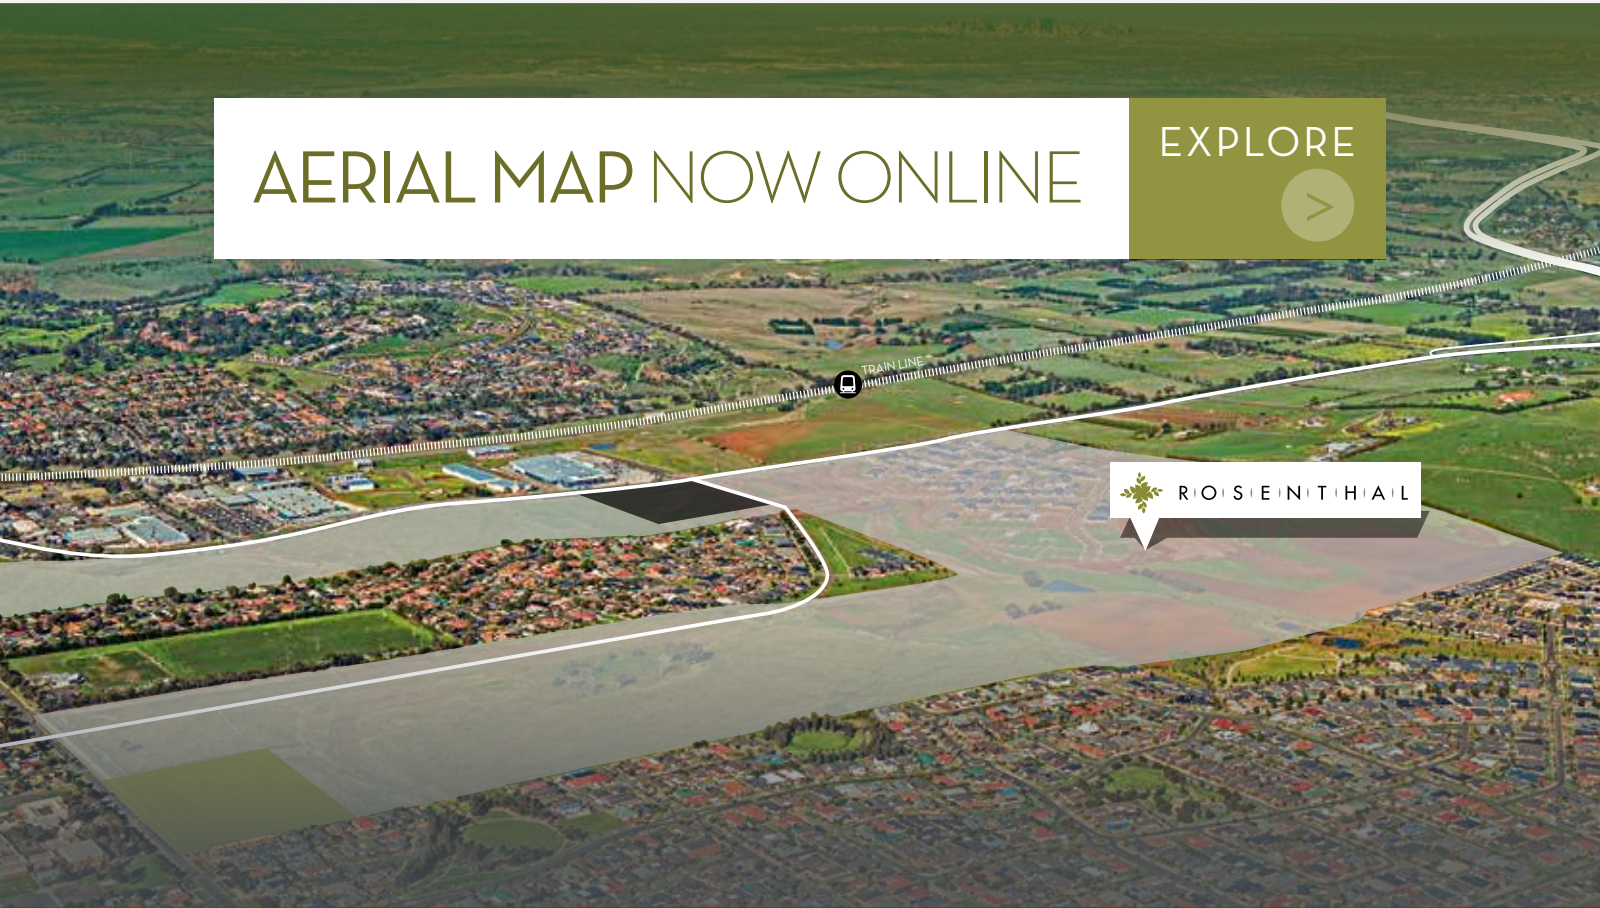 AERIAL MAP NOW ONLINE
EXPLORE
>
TRAIN LINE
ROSENTHAL